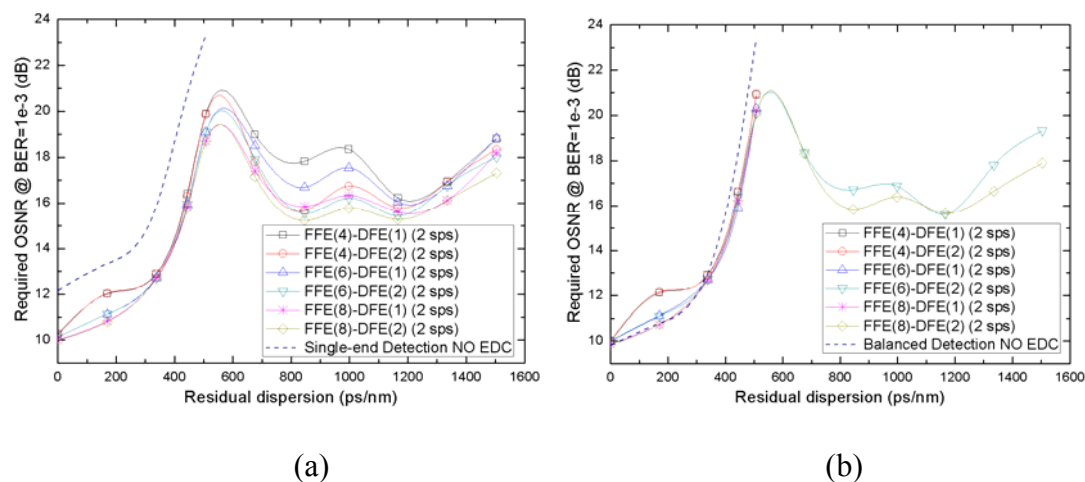 Required OSNR @ BER=1e-3 (dB)
24
22
20
18
16
14
12
10
0 200 400 600 800 1000 1200 1400 1600
Residual dispersion (ps/nm)
FFE(4)-DFE(1) (2 sps)
FFE(4)-DFE(2) (2 sps)
FFE(6)-DFE(1) (2 sps)
FFE(6)-DFE(2) (2 sps)
FFE(8)-DFE(1) (2 sps)
FFE(8)-DFE(2) (2 sps)
Single-end Detection NO EDC
(a)
Required OSNR @ BER=1e-3 (dB)
24
22
20
18
16
14
12
10
0 200 400 600 800 1000 1200 1400 1600
Residual dispersion (ps/nm)
FFE(4)-DFE(1) (2 sps)
FFE(4)-DFE(2) (2 sps)
FFE(6)-DFE(1) (2 sps)
FFE(6)-DFE(2) (2 sps)
FFE(8)-DFE(1) (2 sps)
FFE(8)-DFE(2) (2 sps)
Balanced Detection NO EDC
(b)